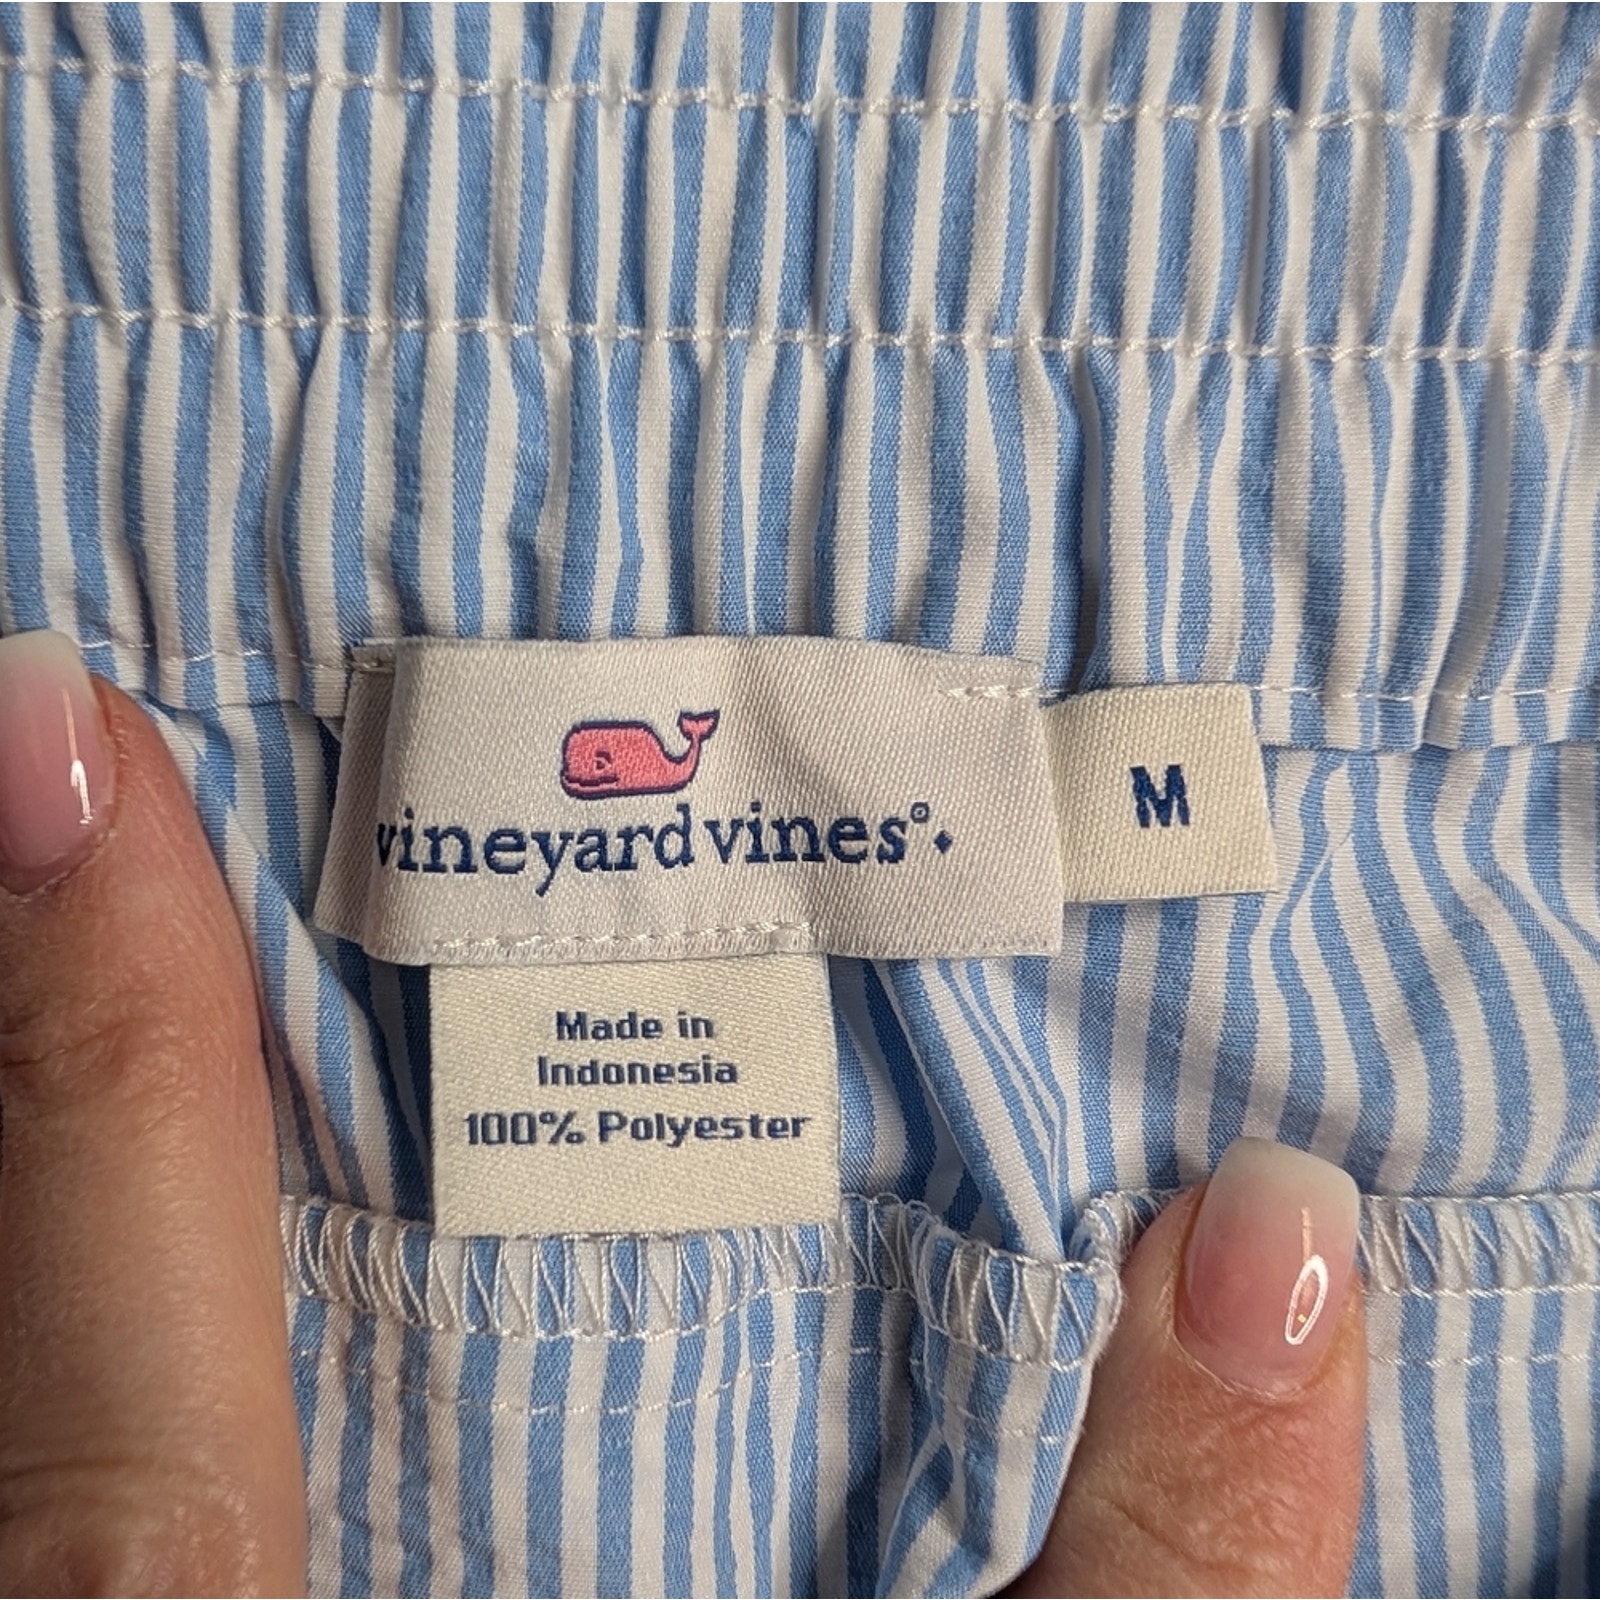 vineyard vines®
M
Made in
Indonesia
100% Polyester